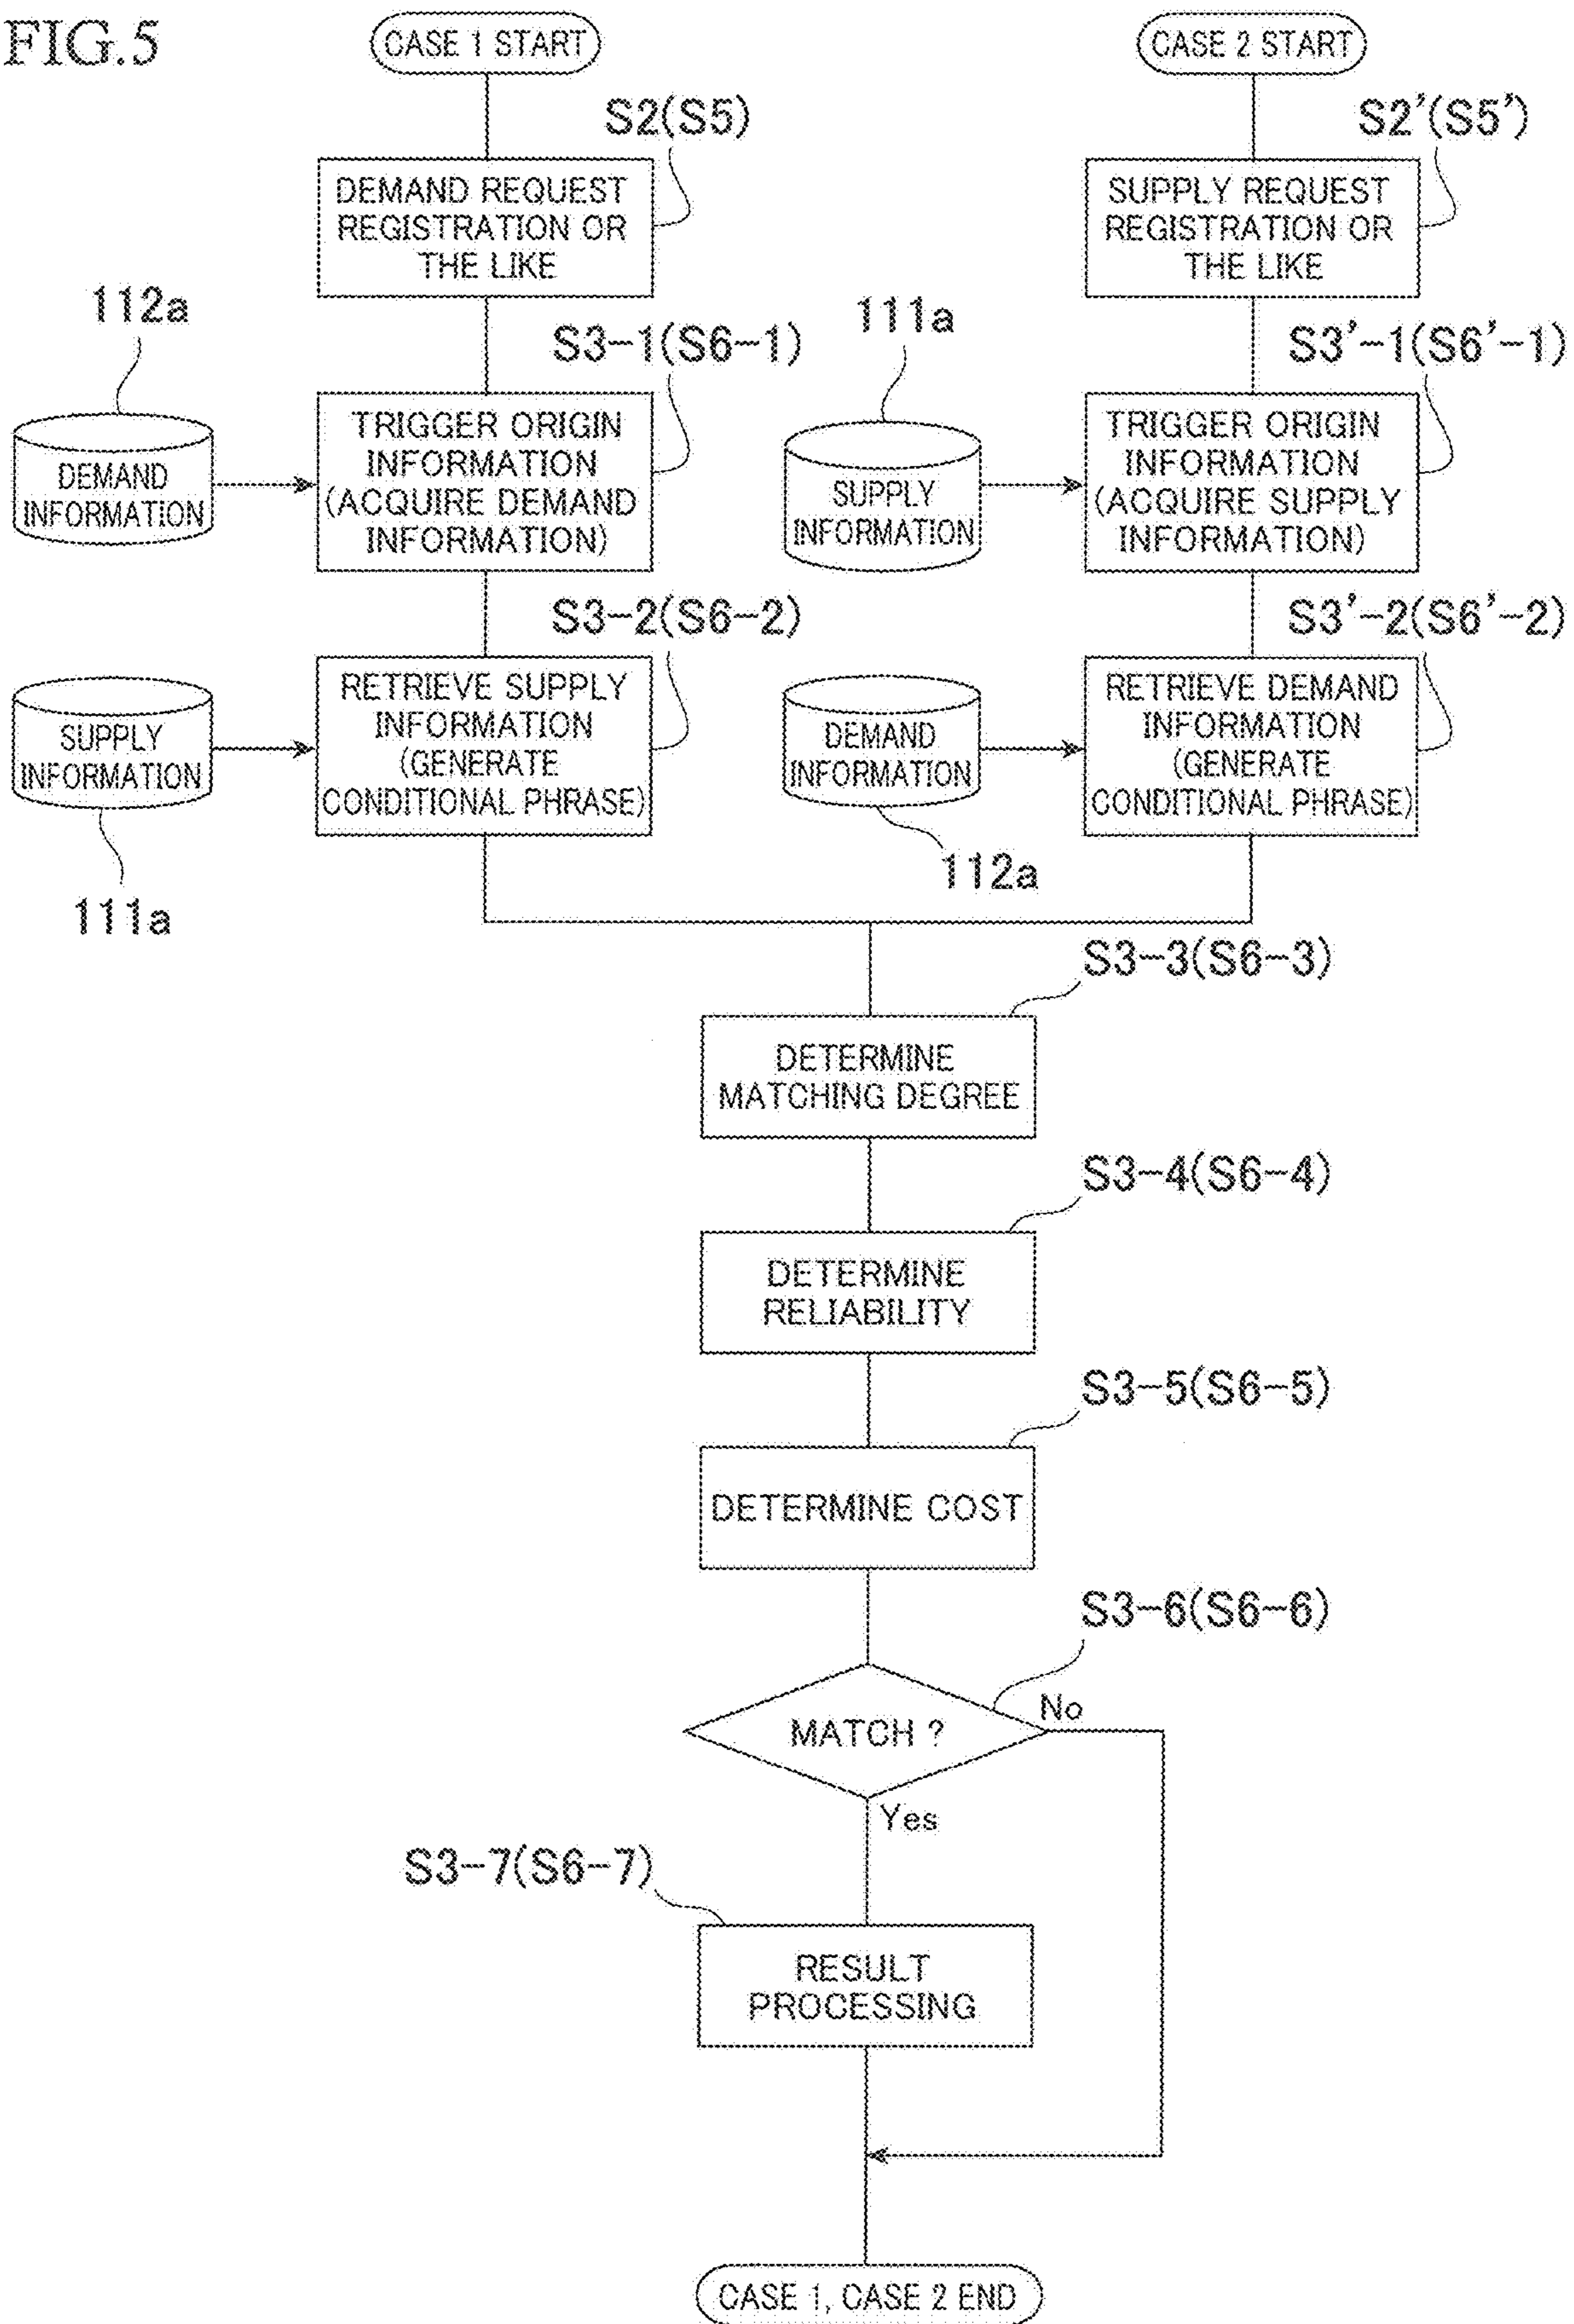 FIG.5
CASE 1 START
S2(S5)
DEMAND REQUEST
REGISTRATION OR
THE LIKE
112a
S3-1(S6-1)
DEMAND
INFORMATION
TRIGGER ORIGIN
INFORMATION
(ACQUIRE DEMAND
INFORMATION)
S3-2(S6-2)
SUPPLY
INFORMATION
111a
RETRIEVE SUPPLY
INFORMATION
(GENERATE
CONDITIONAL PHRASE)
CASE 2 START
S2'(S5')
SUPPLY REQUEST
REGISTRATION OR
THE LIKE
111a
S3'-1(S6'-1)
SUPPLY
INFORMATION
TRIGGER ORIGIN
INFORMATION
(ACQUIRE SUPPLY
INFORMATION)
S3'-2(S6'-2)
DEMAND
INFORMATION
112a
RETRIEVE DEMAND
INFORMATION
(GENERATE
CONDITIONAL PHRASE)
S3-3(S6-3)
DETERMINE
MATCHING DEGREE
S3-4(S6-4)
DETERMINE
RELIABILITY
S3-5(S6-5)
DETERMINE COST
S3-6(S6-6)
MATCH ?
No
Yes
S3-7(S6-7)
RESULT
PROCESSING
CASE 1, CASE 2 END